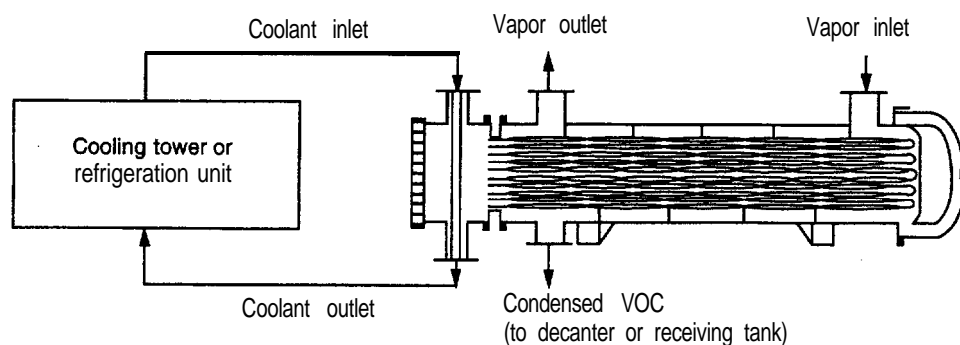 Coolant inlet
Vapor outlet
Vapor inlet
Cooling tower or
refrigeration unit
Coolant outlet
Condensed VOC
(to decanter or receiving tank)